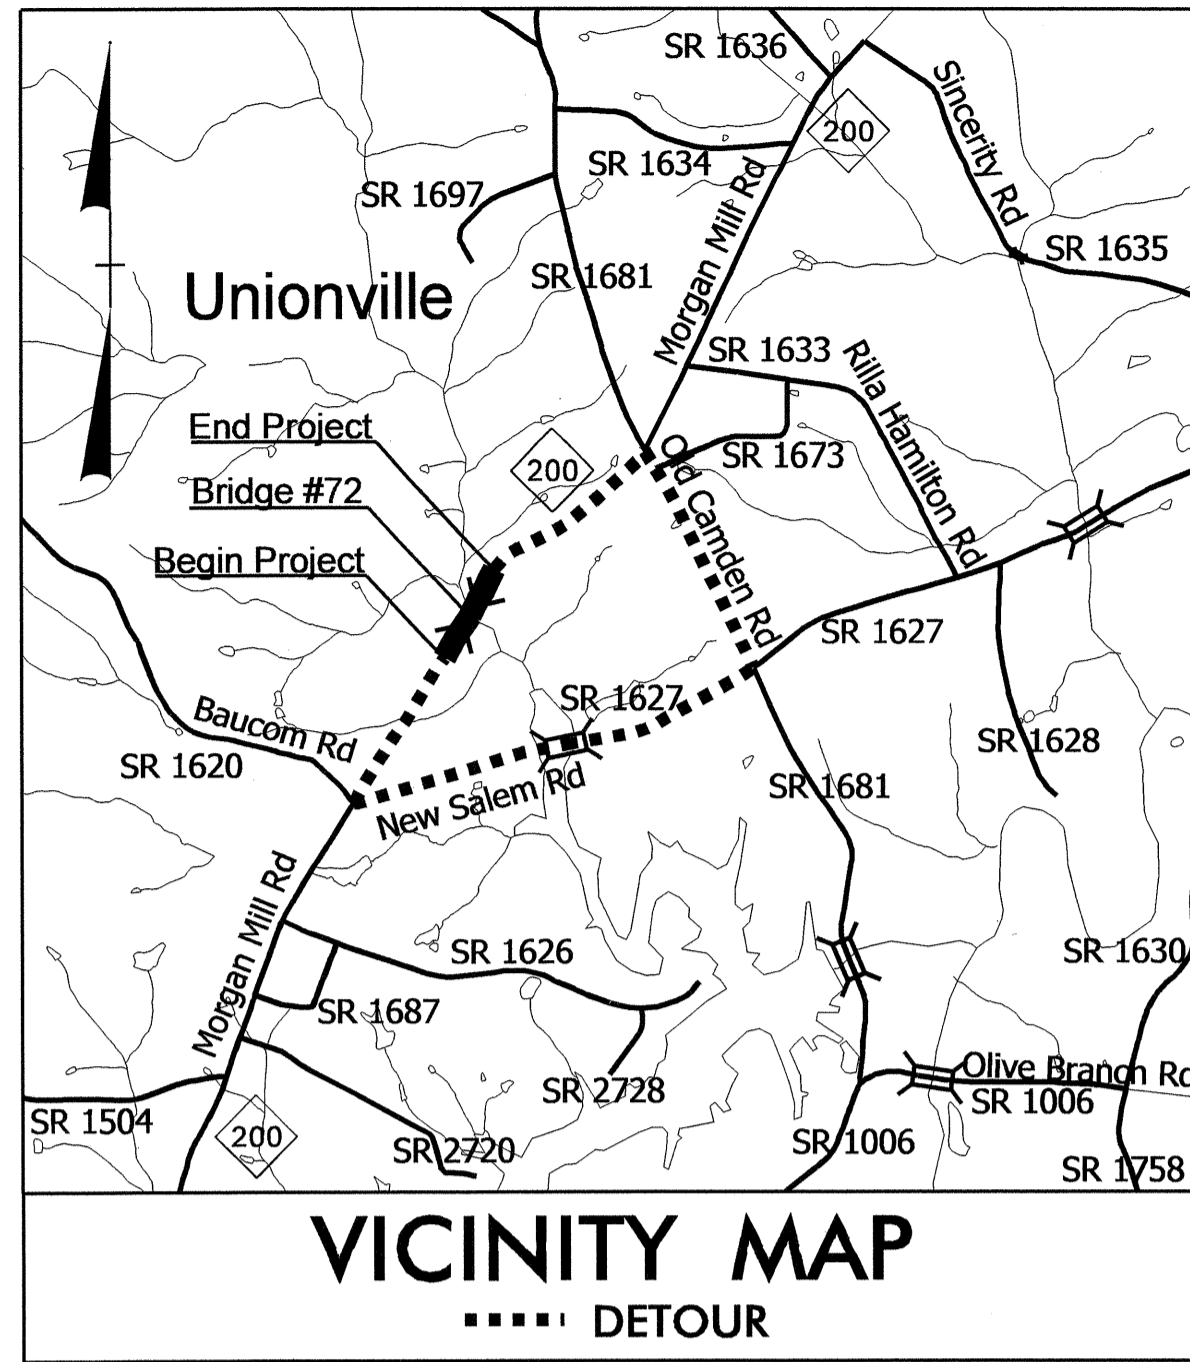 SR 1636
Sincerity Rd
200
SR 1634
SR 1697
Morgan Mill Rd
SR 1635
SR 1681
Unionville
SR 1633
Rilla Hamilton Rd
End Project
200
SR 1673
Old Camden Rd
Bridge #72
Begin Project
SR 1627
SR 1627
Baucom Rd
SR 1628
SR 1620
SR 1681
New Salem Rd
Morgan Mill Rd
SR 1626
SR 1630
SR 1687
Olive Branch Rd
SR 2728
SR 1006
SR 1504
200
SR 2720
SR 1006
SR 1758
VICINITY MAP
DETOUR